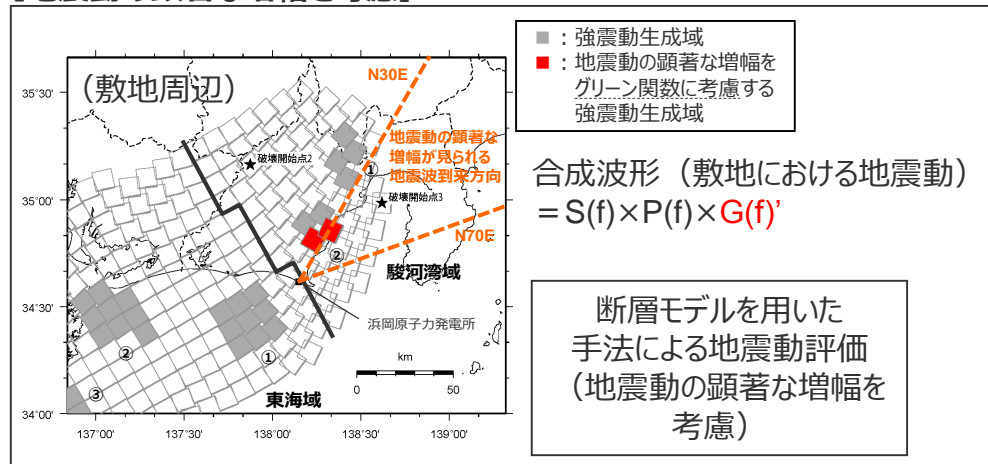 （敷地周辺）
N30E
地震動の顕著な
増幅が見られる
地震波到来方向
破壊開始点2
①
破壊開始点3
N70E
②
駿河湾域
浜岡原子力発電所
②
①
③
東海域
km
0
50
35°30'
35°00'
34°30'
34°00'
137°00'
137°30'
138°00'
138°30'
139°00'
：強震動生成域
：地震動の顕著な増幅を
グリーン関数に考慮する
強震動生成域
合成波形（敷地における地震動）
＝S(f)×P(f)×G(f)’
断層モデルを用いた
手法による地震動評価
（地震動の顕著な増幅を
考慮）